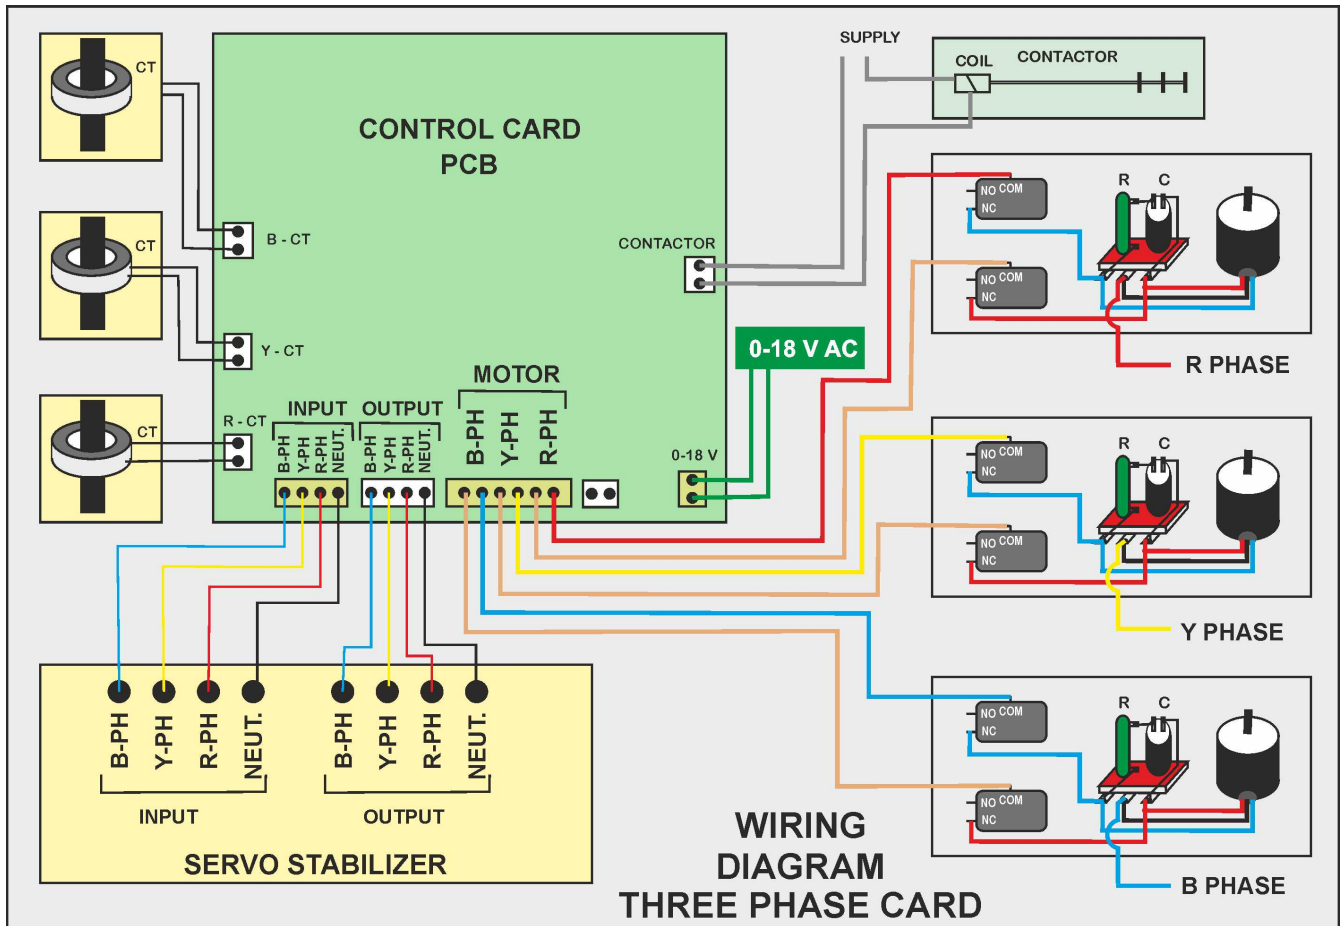 CT
CONTROL CARD
PCB
SUPPLY
COIL
CONTACTOR
CT
B - CT
CONTACTOR
NO COM
NC
R C
NO COM
NC
R PHASE
Y - CT
0-18 V AC
MOTOR
CT
R - CT
INPUT
OUTPUT
B-PH
Y-PH
R-PH
NEUT.
B-PH
Y-PH
R-PH
NEUT.
B-PH
Y-PH
R-PH
0-18 V
NO COM
NC
R C
NO COM
NC
Y PHASE
B-PH
Y-PH
R-PH
NEUT.
B-PH
Y-PH
R-PH
NEUT.
INPUT
OUTPUT
SERVO STABILIZER
NO COM
NC
R C
NO COM
NC
B PHASE
WIRING
DIAGRAM
THREE PHASE CARD